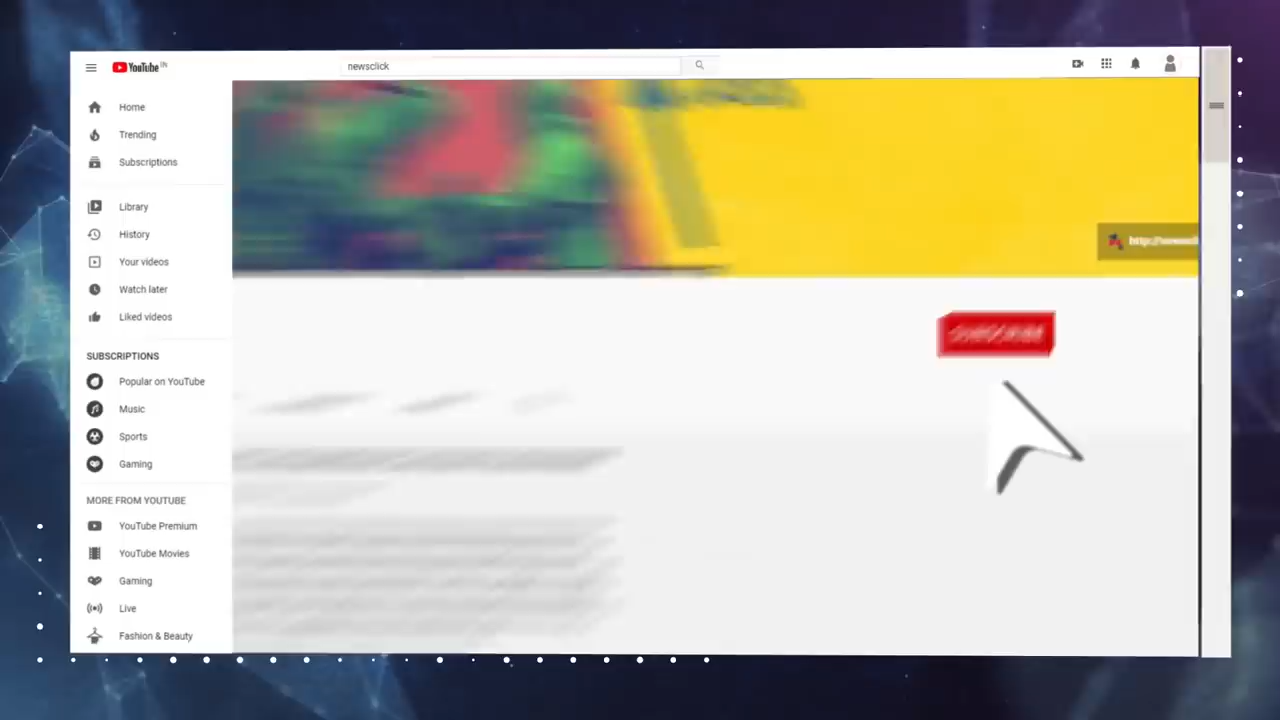 YouTube IN
newsclick
Home
Trending
Subscriptions
Library
History
Your videos
Watch later
Liked videos
SUBSCRIPTIONS
Popular on YouTube
Music
Sports
Gaming
MORE FROM YOUTUBE
YouTube Premium
YouTube Movies
Gaming
Live
Fashion & Beauty
SUBSCRIBE